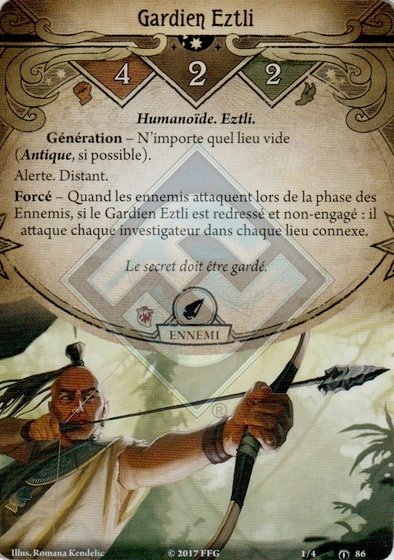 Gardien Eztli
4 2 2
Humanoïde. Eztli.
Génération – N’importe quel lieu vide
(Antique, si possible).
Alerte. Distant.
Forcé – Quand les ennemis attaquent lors de la phase des
Ennemis, si le Gardien Eztli est redressé et non-engagé : il
attaque chaque investigateur dans chaque lieu connexe.
Le secret doit être gardé.
ENNEMI
®
Illus. Romana Kendelic © 2017 FFG 1/4 86